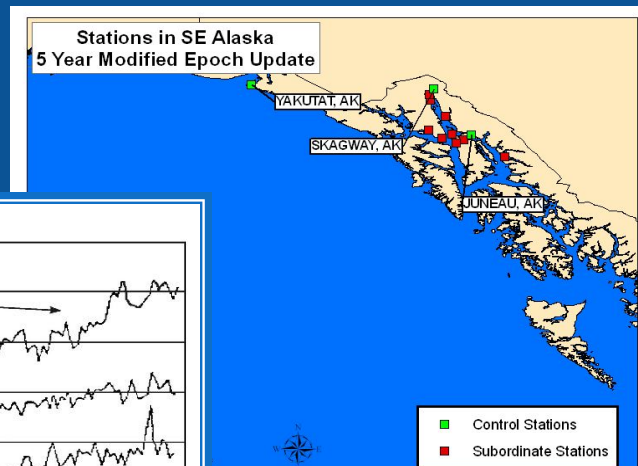 Stations in SE Alaska
5 Year Modified Epoch Update
YAKUTAT, AK
SKAGWAY, AK
JUNEAU, AK
N
W
E
S
Control Stations
Subordinate Stations